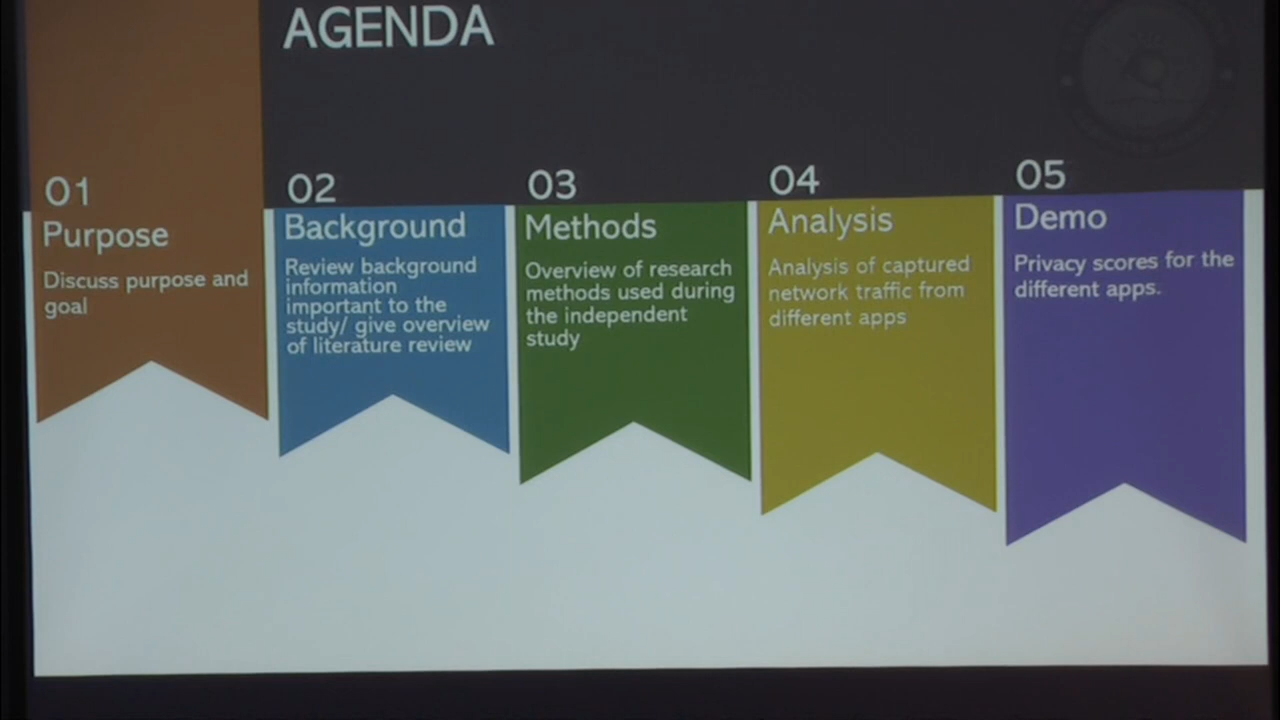 AGENDA
01
Purpose
Discuss purpose and
goal
02
Background
Review background
information
important to the
study/ give overview
of literature review
03
Methods
Overview of research
methods used during
the independent
study
04
Analysis
Analysis of captured
network traffic from
different apps
05
Demo
Privacy scores for the
different apps.